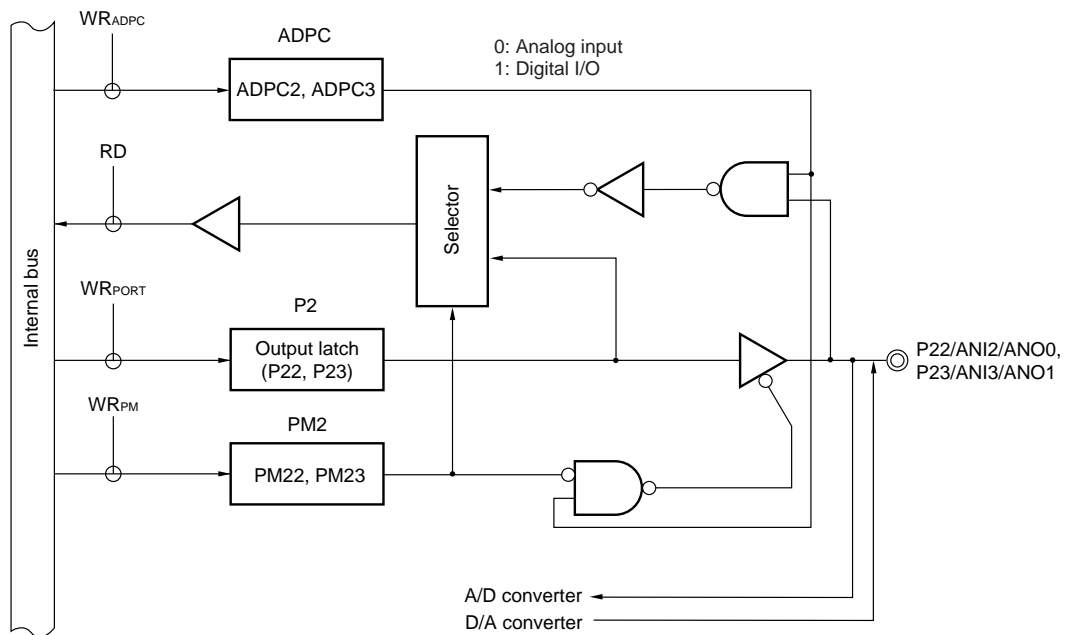 WRADPC
ADPC
0: Analog input
1: Digital I/O
ADPC2, ADPC3
RD
Selector
Internal bus
WRPORT
P2
Output latch
(P22, P23)
P22/ANI2/ANO0,
P23/ANI3/ANO1
WRPM
PM2
PM22, PM23
A/D converter
D/A converter